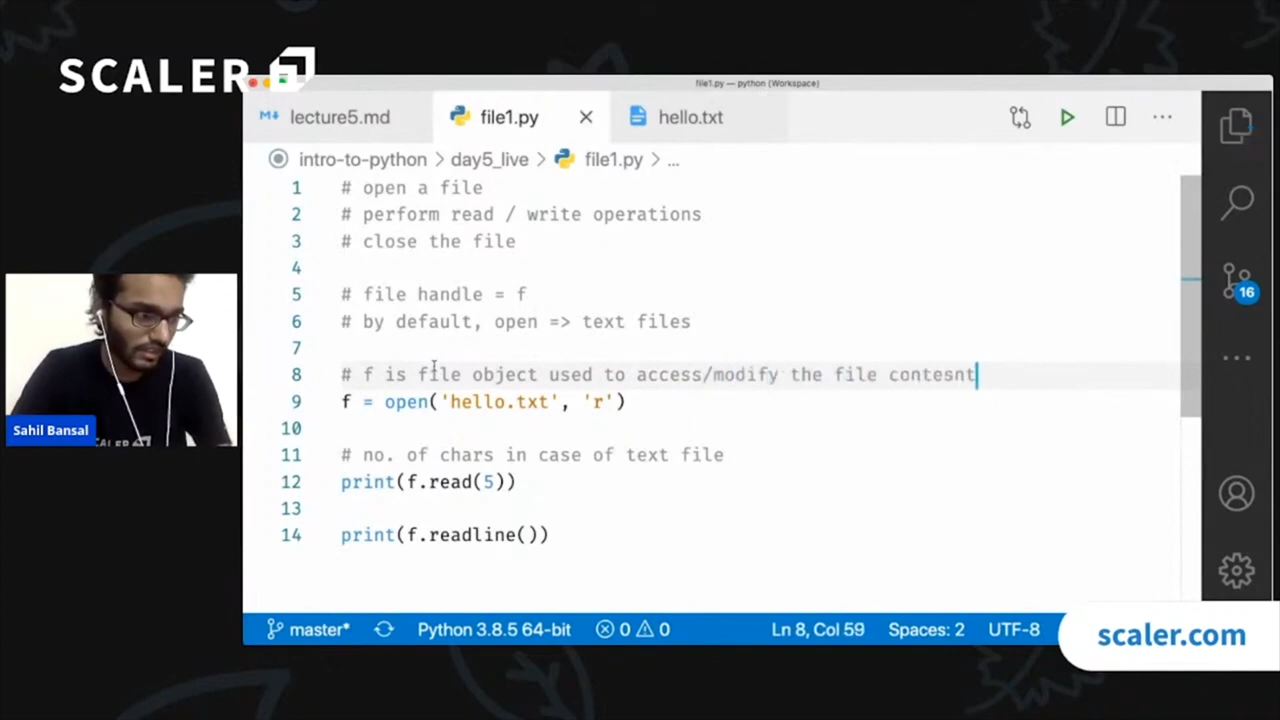 SCALER
file1.py — python (Workspace)
lecture5.md
file1.py
hello.txt
intro-to-python > day5_live > file1.py > ...
1 # open a file
2 # perform read / write operations
3 # close the file
4
5 # file handle = f
6 # by default, open => text files
7
8 # f is file object used to access/modify the file contesnt
9 f = open('hello.txt', 'r')
10
11 # no. of chars in case of text file
12 print(f.read(5))
13
14 print(f.readline())
16
Sahil Bansal
master* Python 3.8.5 64-bit 0 0 Ln 8, Col 59 Spaces: 2 UTF-8
scaler.com